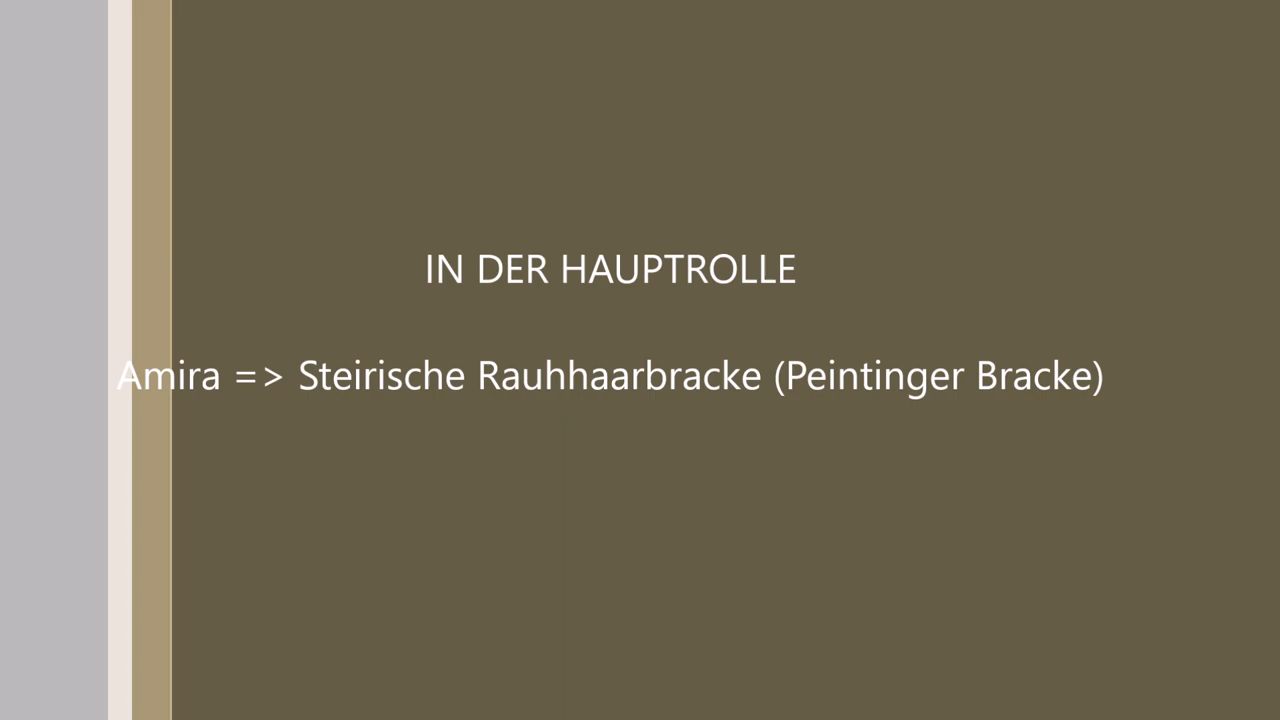 IN DER HAUPTROLLE
Amira => Steirische Rauhhaarbracke (Peintinger Bracke)